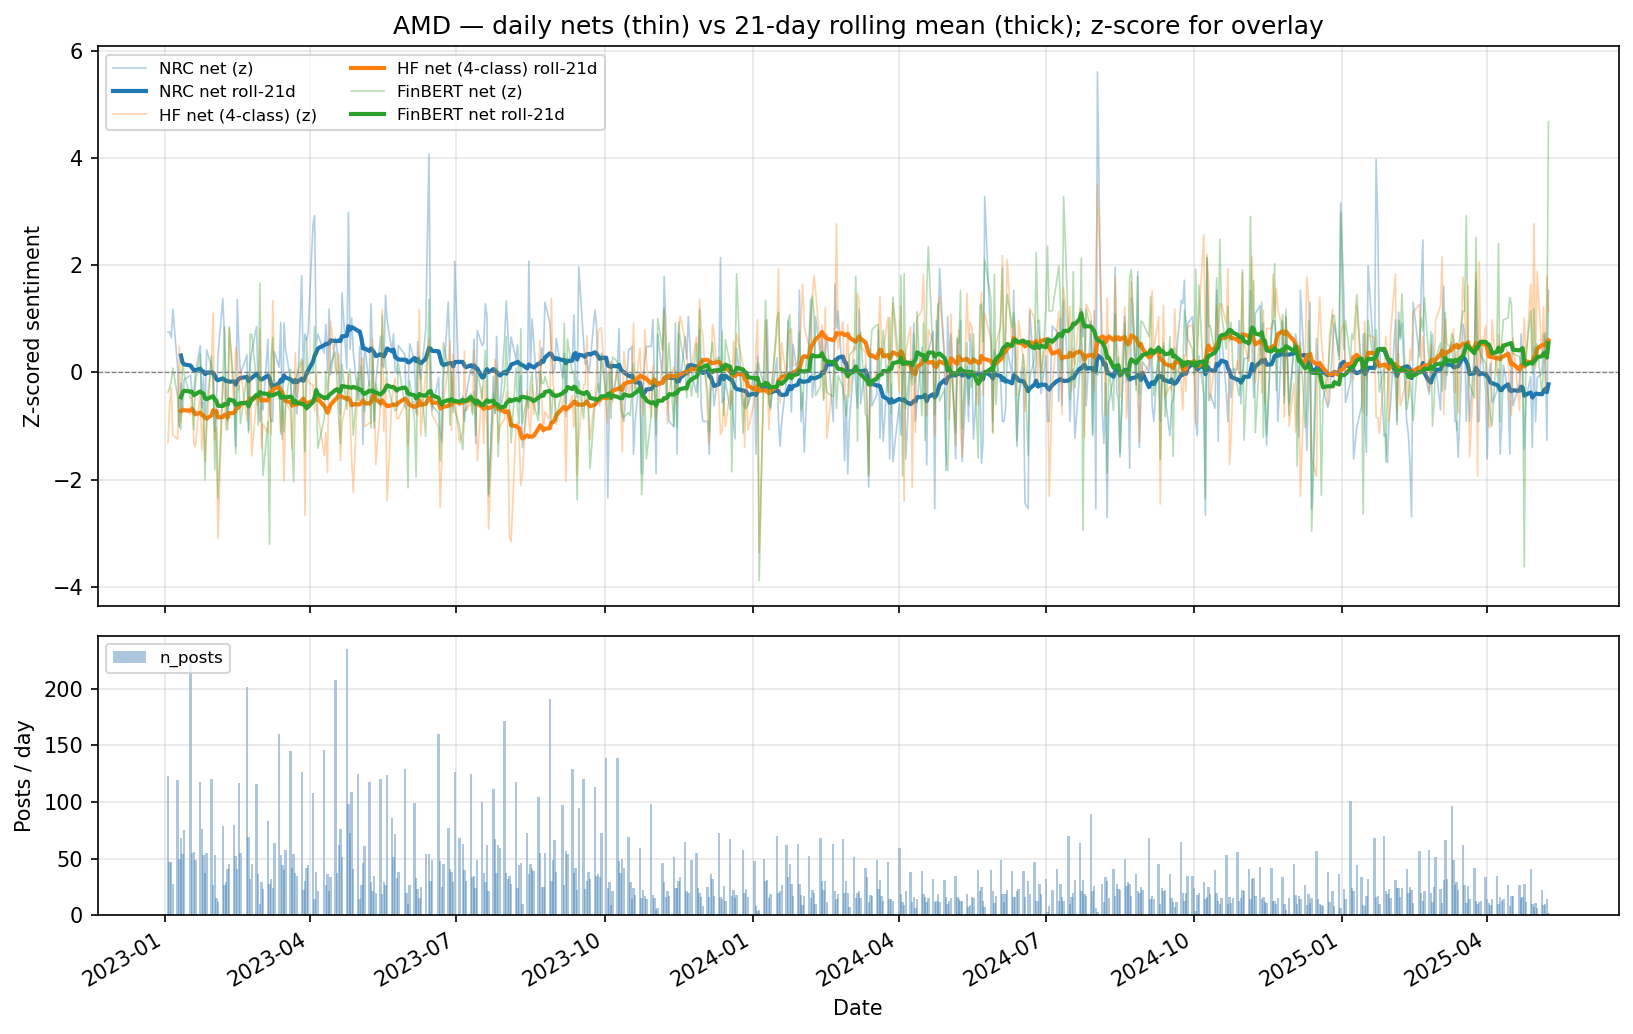 AMD — daily nets (thin) vs 21-day rolling mean (thick); z-score for overlay
6
4
2
0
−2
−4
Z-scored sentiment
NRC net (z)
NRC net roll-21d
HF net (4-class) (z)
HF net (4-class) roll-21d
FinBERT net (z)
FinBERT net roll-21d
n_posts
200
150
100
50
0
Posts / day
2023-01
2023-04
2023-07
2023-10
2024-01
2024-04
2024-07
2024-10
2025-01
2025-04
Date